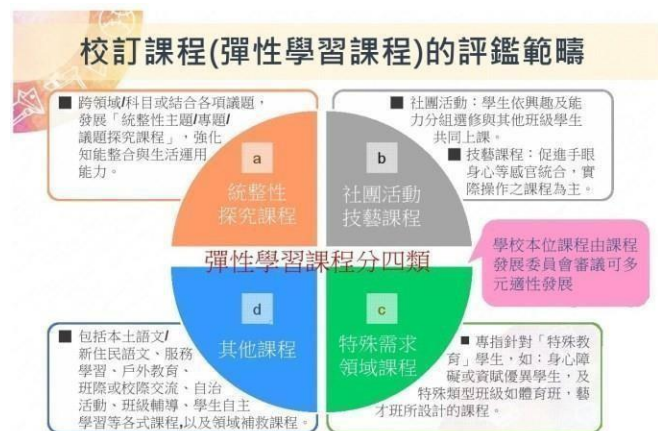 校訂課程(彈性學習課程)的評鑑範疇
■ 跨領域/科目或結合各項議題，
發展「統整性主題/專題/
議題探究課程」，強化
知能整合與生活運用
能力。
a
統整性
探究課程
■ 社團活動：學生依興趣及能
力分組選修與其他班級學生
共同上課。
■ 技藝課程：促進手眼
身心等感官統合，實
際操作之課程為主。
b
社團活動
技藝課程
彈性學習課程分四類
學校本位課程由課程
發展委員會審議可多
元適性發展
d
其他課程
■ 包括本土語文/
新住民語文、服務
學習、戶外教育、
班際或校際交流、自治
活動、班級輔導、學生自主
學習等各式課程,以及領域補救課程。
c
特殊需求
領域課程
■ 專指針對「特殊教
育」學生，如：身心障
礙或資賦優異學生，及
特殊類型班級如體育班，藝
才班所設計的課程。